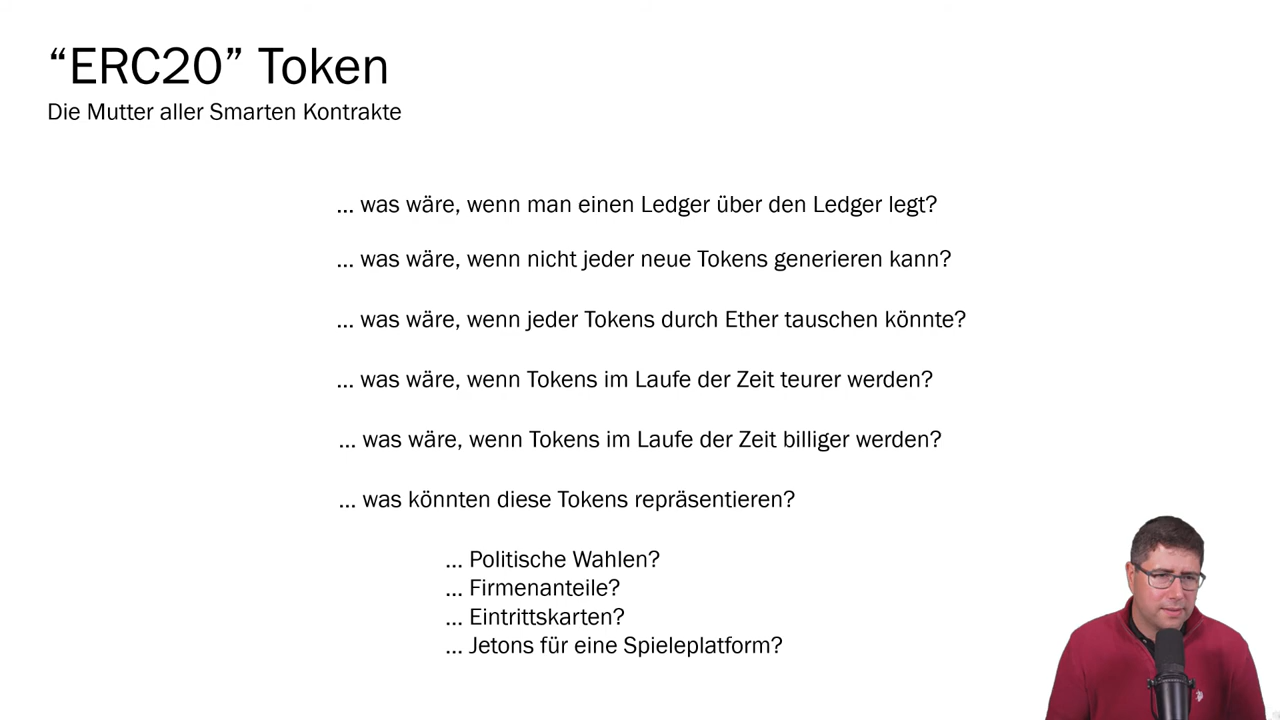 “ERC20” Token
Die Mutter aller Smarten Kontrakte
... was wäre, wenn man einen Ledger über den Ledger legt?
... was wäre, wenn nicht jeder neue Tokens generieren kann?
... was wäre, wenn jeder Tokens durch Ether tauschen könnte?
... was wäre, wenn Tokens im Laufe der Zeit teurer werden?
... was wäre, wenn Tokens im Laufe der Zeit billiger werden?
... was könnten diese Tokens repräsentieren?
... Politische Wahlen?
... Firmenanteile?
... Eintrittskarten?
... Jetons für eine Spieleplatform?